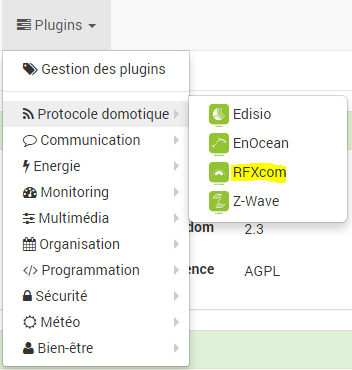 Plugins
Gestion des plugins
Protocole domotique
Communication
Energie
Monitoring
Multimédia
Organisation
Programmation
Sécurité
Météo
Bien-être
Edisio
EnOcean
RFXcom
Z-Wave
dom 2.3
ence AGPL